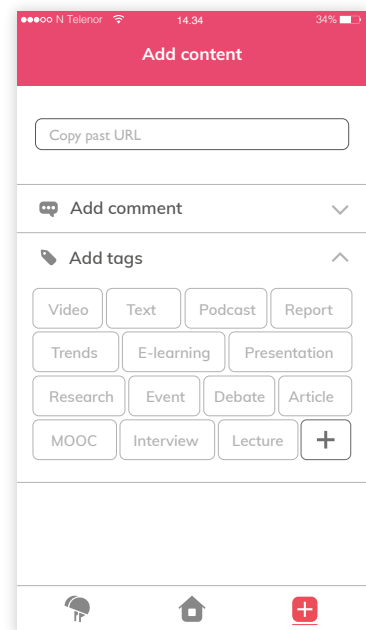 N Telenor 14.34 34%
Add content
Copy past URL
Add comment
Add tags
Video Text Podcast Report
Trends E-learning Presentation
Research Event Debate Article
MOOC Interview Lecture +